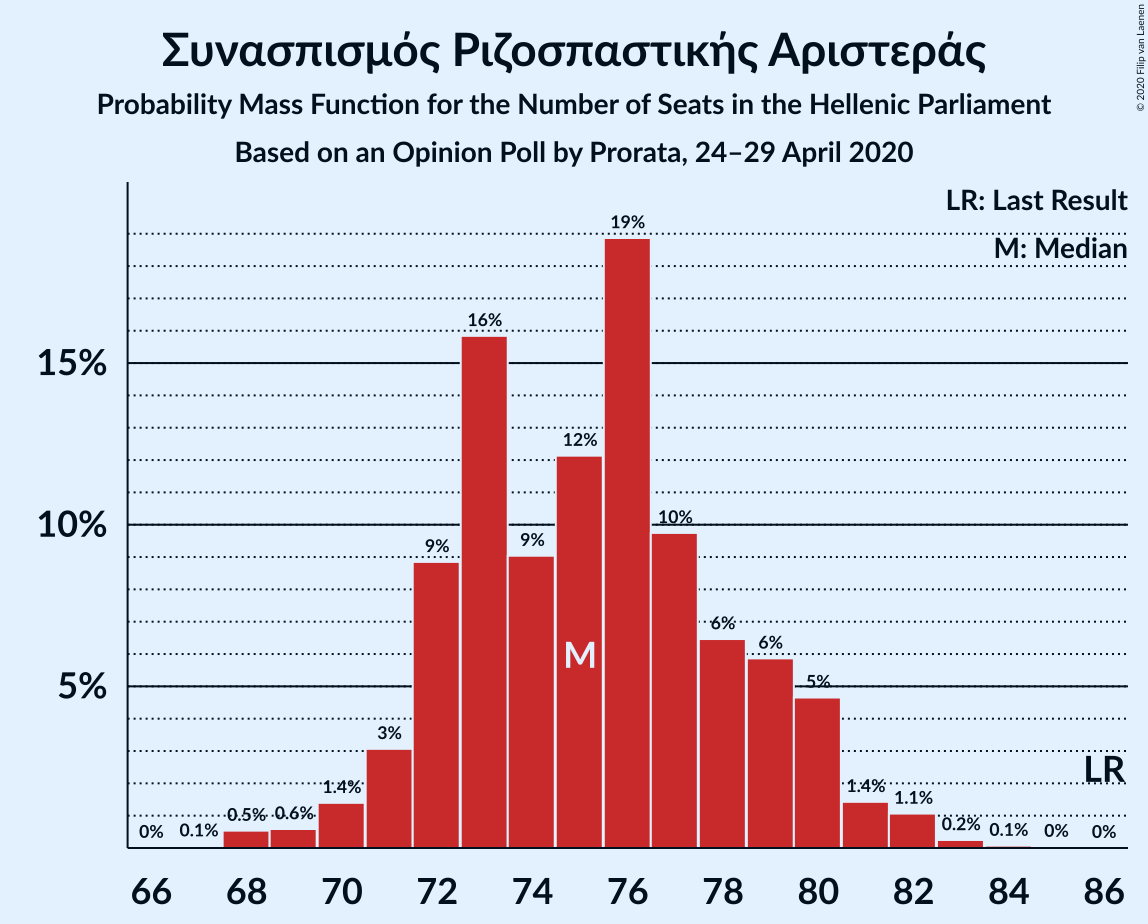 Συνασπισμός Ριζοσπαστικής Αριστεράς
Probability Mass Function for the Number of Seats in the Hellenic Parliament
Based on an Opinion Poll by Prorata, 24–29 April 2020
© 2020 Filip van Laenen
LR: Last Result
M: Median
15%
10%
5%
0%
0.1%
0.5%
0.6%
1.4%
3%
9%
16%
9%
12%
19%
10%
6%
6%
5%
1.4%
1.1%
0.2%
0.1%
0%
0%
M
LR
66 68 70 72 74 76 78 80 82 84 86